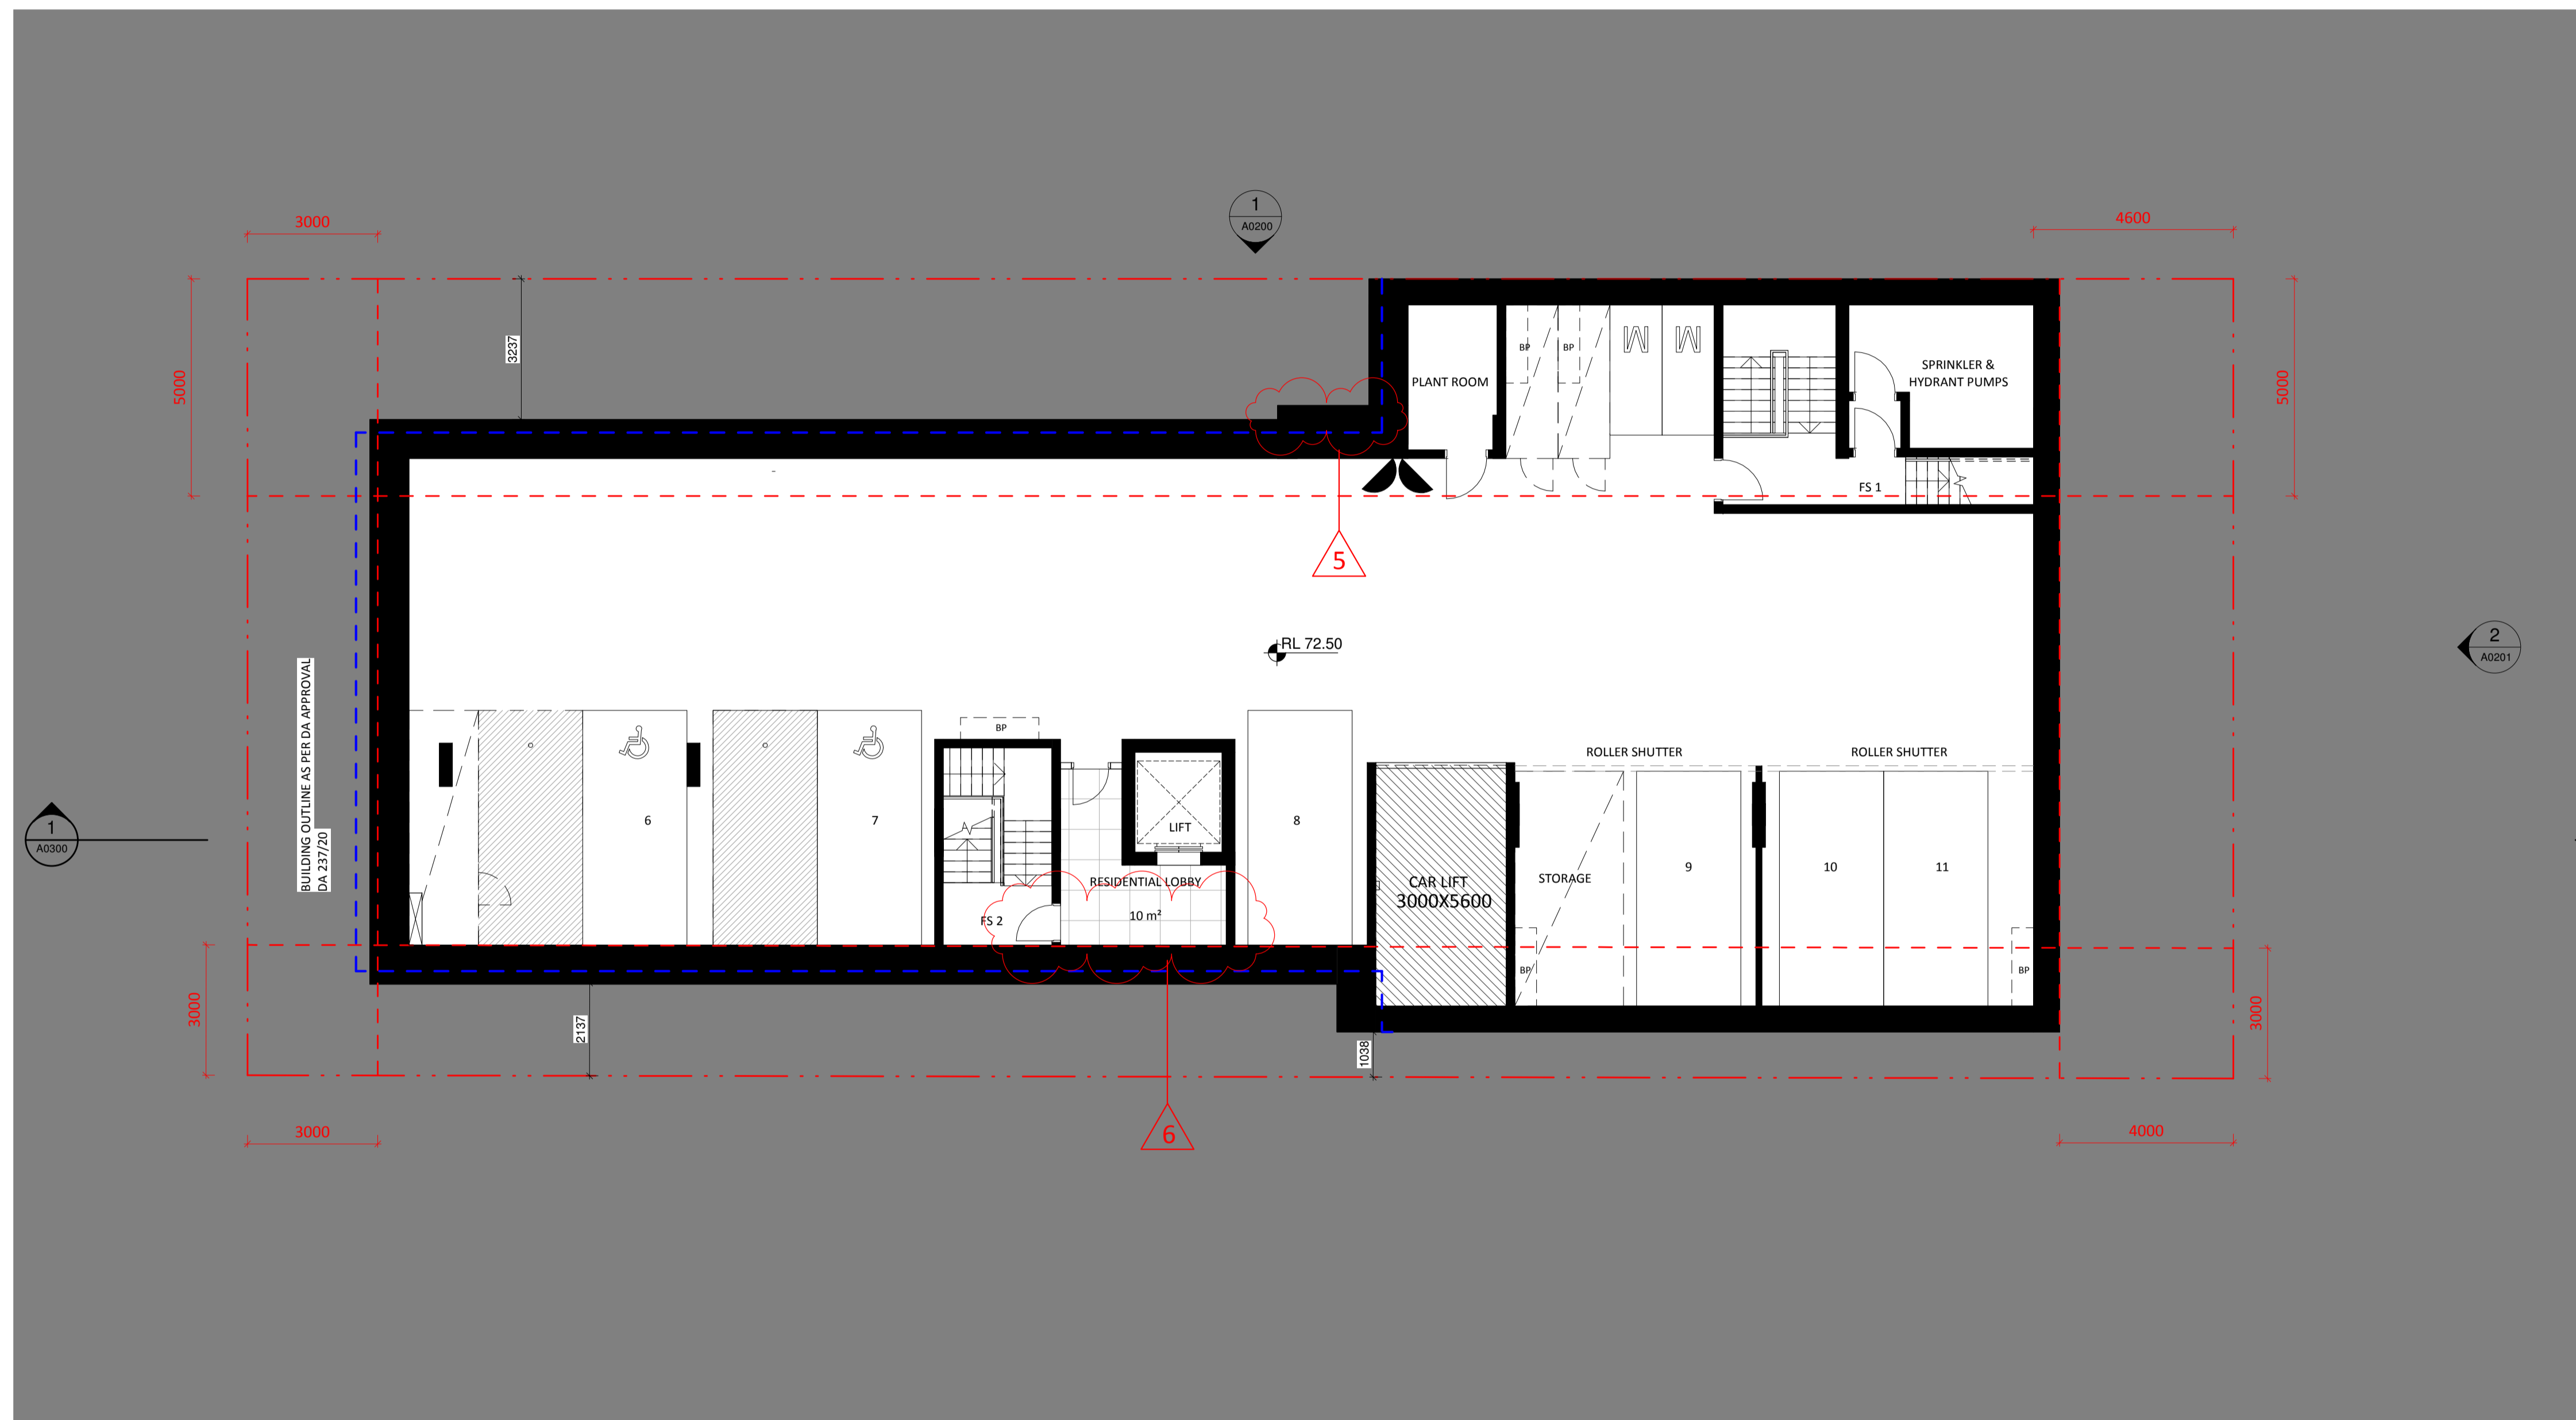 1
A0200
3000
4600
5000
3237
5000
PLANT ROOM
BP
BP
M
M
SPRINKLER &
HYDRANT PUMPS
FS 1
5
RL 72.50
2
A0201
BUILDING OUTLINE AS PER DA APPROVAL
DA 237/20
1
A0300
6
7
BP
LIFT
RESIDENTIAL LOBBY
10 m²
FS 2
8
ROLLER SHUTTER
ROLLER SHUTTER
CAR LIFT
3000X5600
STORAGE
9
10
11
BP
BP
3000
2137
1038
3000
3000
6
4000